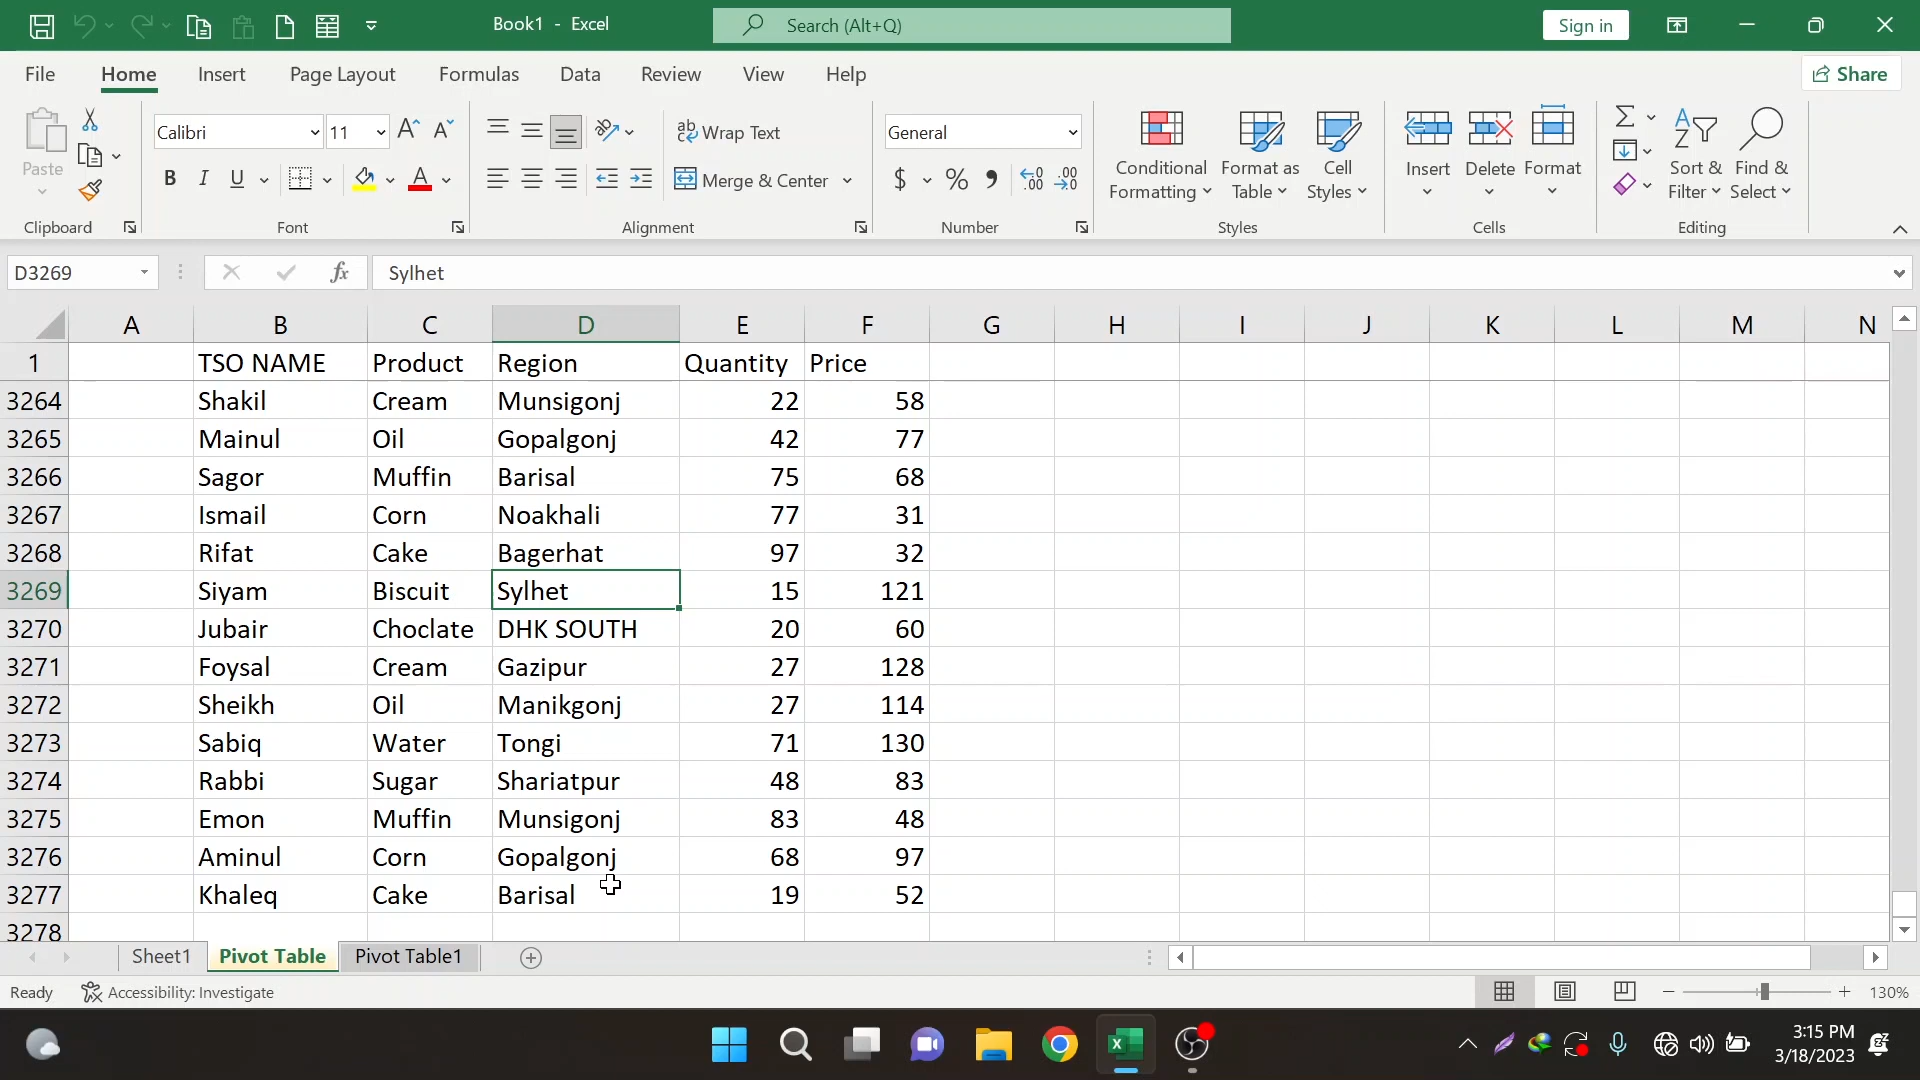 Book1 - Excel
Search (Alt+Q)
Sign in
File Home Insert Page Layout Formulas Data Review View Help
Share
Calibri 11
ab Wrap Text
General
Paste
B I U A
Merge & Center
$ % 9
Conditional Formatting
Format as Table
Cell Styles
Insert Delete Format
Sort & Filter
Find & Select
Clipboard Font Alignment Number Styles Cells Editing
D3269 fx Sylhet
A B C D E F G H I J K L M N
1 TSO NAME Product Region Quantity Price
3264 Shakil Cream Munsigonj 22 58
3265 Mainul Oil Gopalgonj 42 77
3266 Sagor Muffin Barisal 75 68
3267 Ismail Corn Noakhali 77 31
3268 Rifat Cake Bagerhat 97 32
3269 Siyam Biscuit Sylhet 15 121
3270 Jubair Choclate DHK SOUTH 20 60
3271 Foysal Cream Gazipur 27 128
3272 Sheikh Oil Manikgonj 27 114
3273 Sabiq Water Tongi 71 130
3274 Rabbi Sugar Shariatpur 48 83
3275 Emon Muffin Munsigonj 83 48
3276 Aminul Corn Gopalgonj 68 97
3277 Khaleq Cake Barisal 19 52
3278
Sheet1 Pivot Table Pivot Table1
Ready Accessibility: Investigate 130%
3:15 PM
3/18/2023